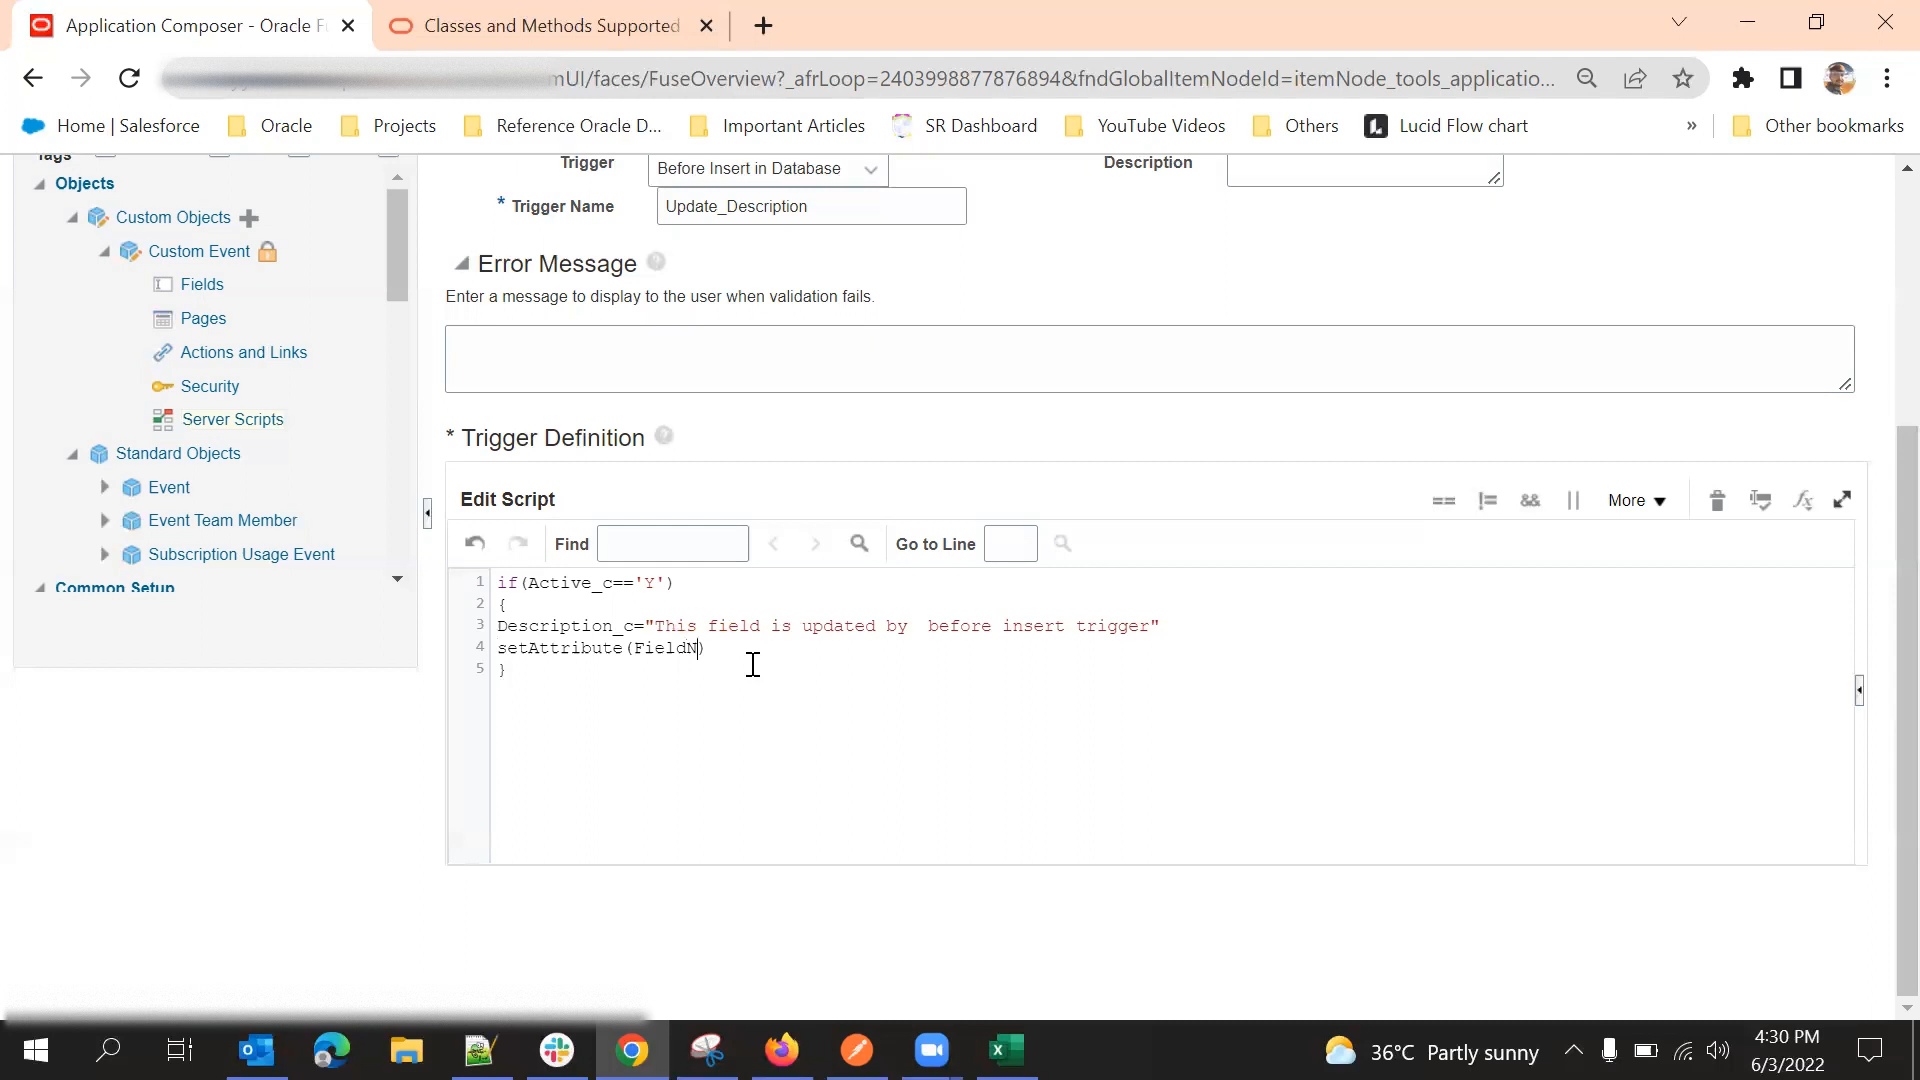 Application Composer - Oracle F
Classes and Methods Supported
mUI/faces/FuseOverview?_afrLoop=2403998877876894&fndGlobalItemNodeId=itemNode_tools_applicatio...
Home | Salesforce
Oracle
Projects
Reference Oracle D...
Important Articles
SR Dashboard
YouTube Videos
Others
Lucid Flow chart
»
Other bookmarks
Tags
Objects
Custom Objects
Custom Event
Fields
Pages
Actions and Links
Security
Server Scripts
Standard Objects
Event
Event Team Member
Subscription Usage Event
Common Setup
Trigger
Before Insert in Database
Description
* Trigger Name
Update_Description
Error Message
Enter a message to display to the user when validation fails.
* Trigger Definition
Edit Script
== != && || More
Find
Go to Line
1 if(Active_c=='Y')
2 {
3 Description_c="This field is updated by  before insert trigger"
4 setAttribute(FieldN)
5 }
36°C Partly sunny
4:30 PM
6/3/2022